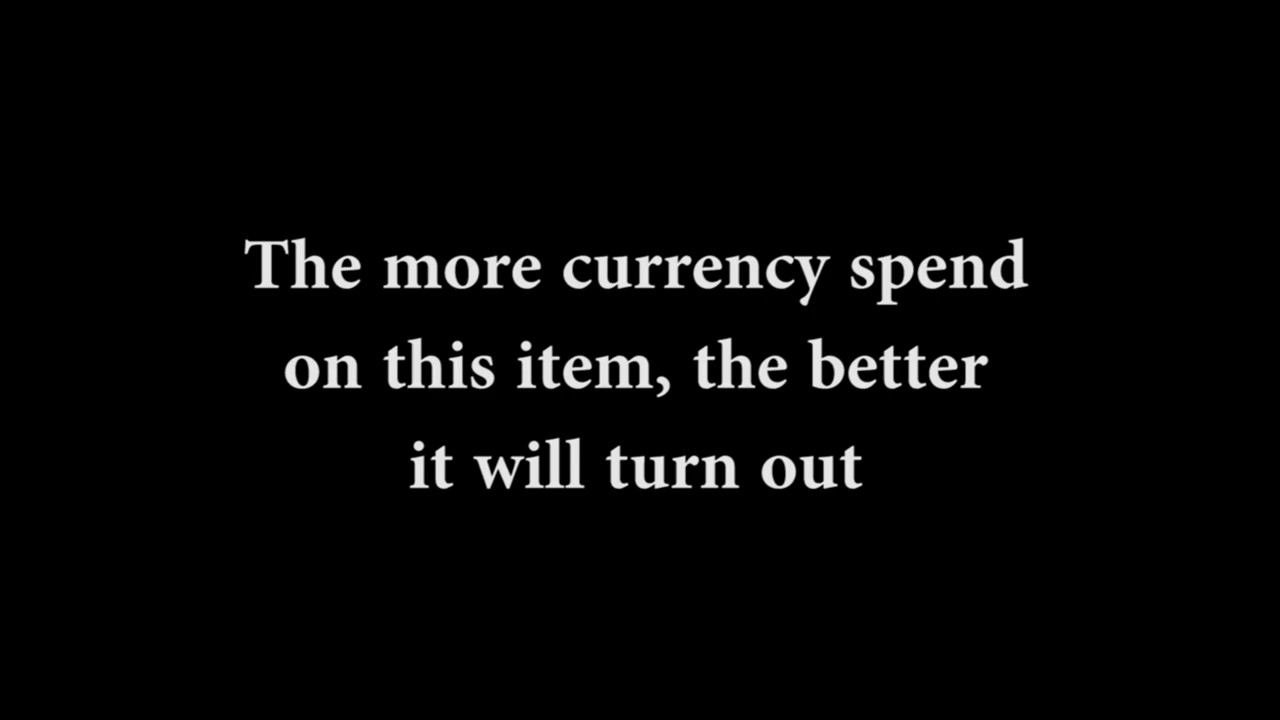 The more currency spend
on this item, the better
it will turn out